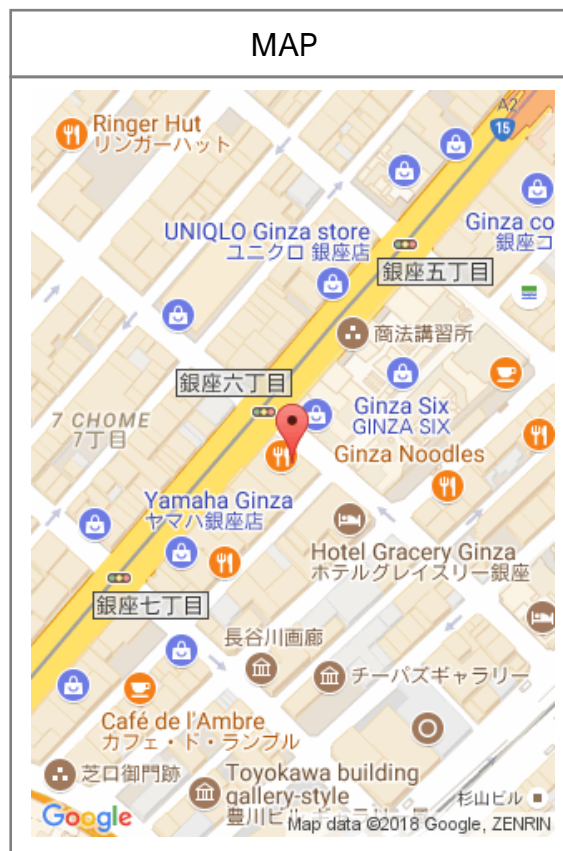 MAP
A2
Ringer Hut
リンガーハット
15
UNIQLO Ginza store
ユニクロ 銀座店
Ginza co
銀座コ
銀座五丁目
商法講習所
銀座六丁目
Ginza Six
GINZA SIX
7 CHOME
7丁目
Ginza Noodles
Yamaha Ginza
ヤマハ銀座店
Hotel Gracery Ginza
ホテルグレイスリー銀座
銀座七丁目
長谷川画廊
チーパズギャラリー
Café de l'Ambre
カフェ・ド・ランブル
芝口御門跡
Toyokawa building
gallery-style
豊川ビル
杉山ビル
Google
Map data ©2018 Google, ZENRIN